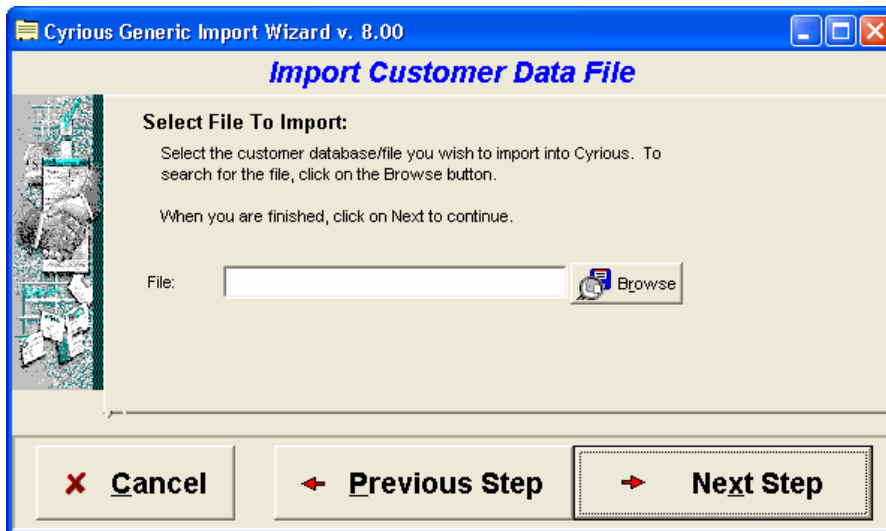 Cyrious Generic Import Wizard v. 8.00
Import Customer Data File
Select File To Import:
Select the customer database/file you wish to import into Cyrious. To
search for the file, click on the Browse button.
When you are finished, click on Next to continue.
File:
Browse
Cancel
Previous Step
Next Step